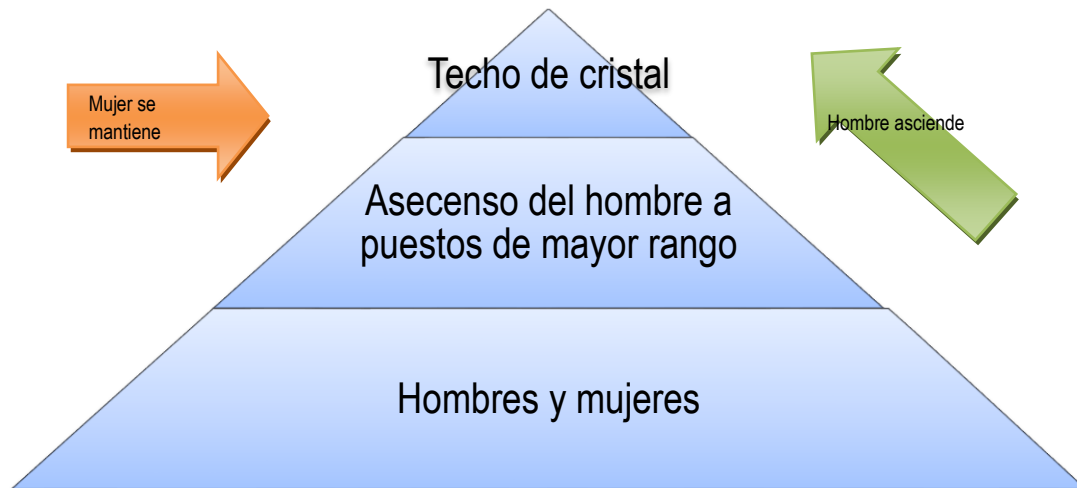 Techo de cristal
Mujer se
mantiene
Hombre asciende
Asecenso del hombre a
puestos de mayor rango
Hombres y mujeres